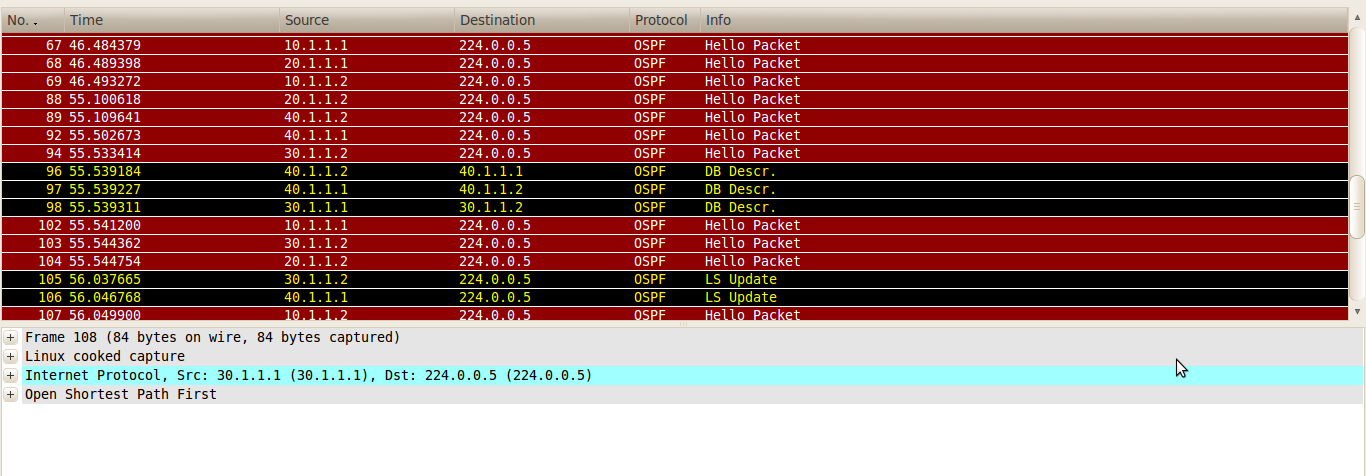 No. Time Source Destination Protocol Info
67 46.484379 10.1.1.1 224.0.0.5 OSPF Hello Packet
68 46.489398 20.1.1.1 224.0.0.5 OSPF Hello Packet
69 46.493272 10.1.1.2 224.0.0.5 OSPF Hello Packet
88 55.100618 20.1.1.2 224.0.0.5 OSPF Hello Packet
89 55.109641 40.1.1.2 224.0.0.5 OSPF Hello Packet
92 55.502673 40.1.1.1 224.0.0.5 OSPF Hello Packet
94 55.533414 30.1.1.2 224.0.0.5 OSPF Hello Packet
96 55.539184 40.1.1.2 40.1.1.1 OSPF DB Descr.
97 55.539227 40.1.1.1 40.1.1.2 OSPF DB Descr.
98 55.539311 30.1.1.1 30.1.1.2 OSPF DB Descr.
102 55.541200 10.1.1.1 224.0.0.5 OSPF Hello Packet
103 55.544362 30.1.1.2 224.0.0.5 OSPF Hello Packet
104 55.544754 20.1.1.2 224.0.0.5 OSPF Hello Packet
105 56.037665 30.1.1.2 224.0.0.5 OSPF LS Update
106 56.046768 40.1.1.1 224.0.0.5 OSPF LS Update
107 56.049900 10.1.1.2 224.0.0.5 OSPF Hello Packet
Frame 108 (84 bytes on wire, 84 bytes captured)
Linux cooked capture
Internet Protocol, Src: 30.1.1.1 (30.1.1.1), Dst: 224.0.0.5 (224.0.0.5)
Open Shortest Path First